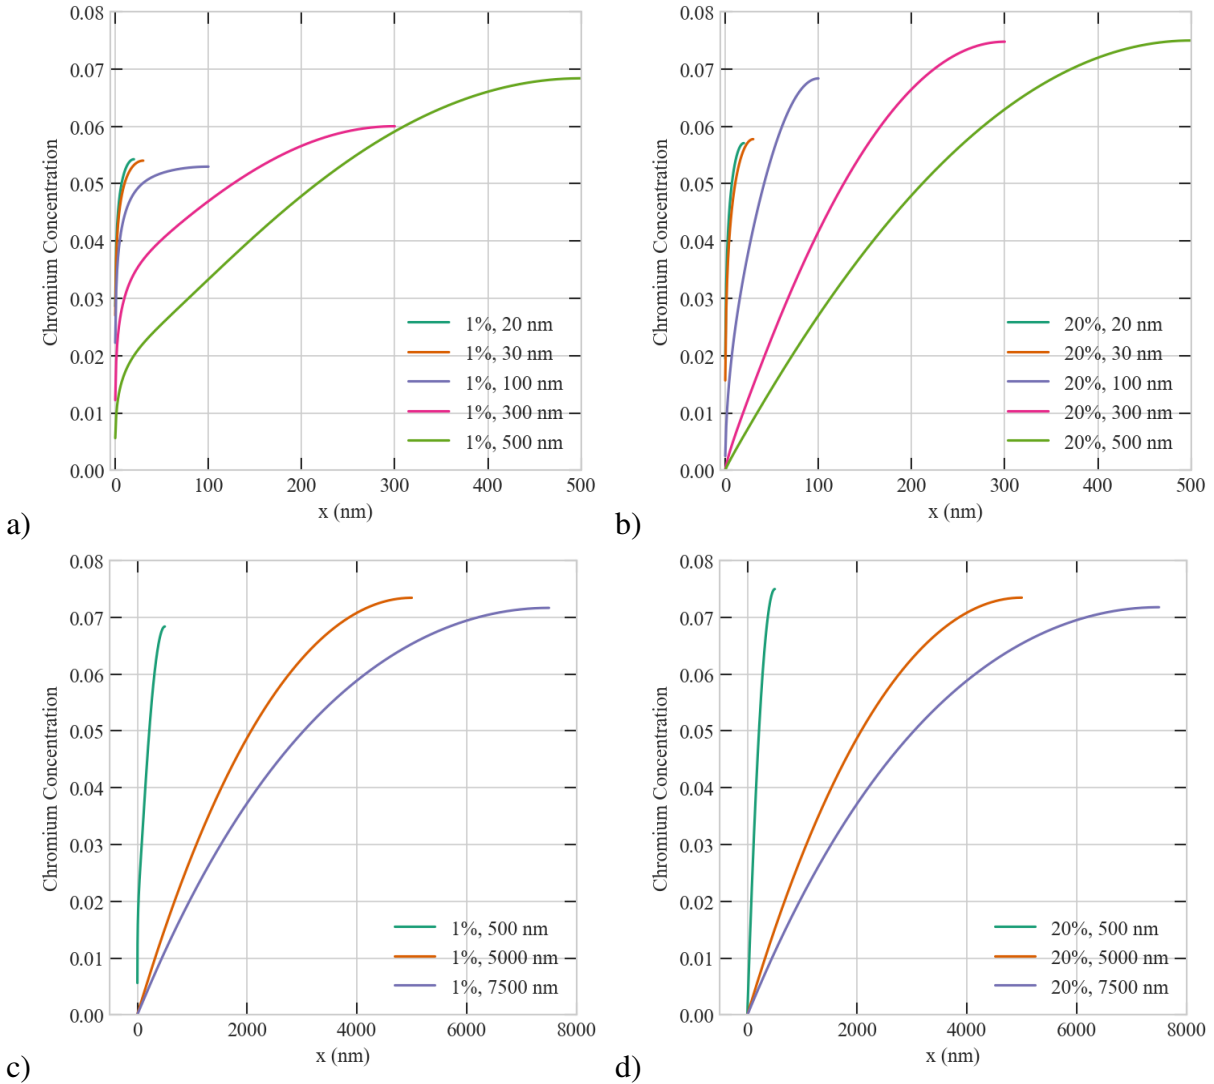 0.08
0.07
0.06
0.05
0.04
0.03
0.02
0.01
0.00
Chromium Concentration
1%, 20 nm
1%, 30 nm
1%, 100 nm
1%, 300 nm
1%, 500 nm
0 100 200 300 400 500
x (nm)
a)
0.08
0.07
0.06
0.05
0.04
0.03
0.02
0.01
0.00
Chromium Concentration
20%, 20 nm
20%, 30 nm
20%, 100 nm
20%, 300 nm
20%, 500 nm
0 100 200 300 400 500
x (nm)
b)
0.08
0.07
0.06
0.05
0.04
0.03
0.02
0.01
0.00
Chromium Concentration
1%, 500 nm
1%, 5000 nm
1%, 7500 nm
0 2000 4000 6000 8000
x (nm)
c)
0.08
0.07
0.06
0.05
0.04
0.03
0.02
0.01
0.00
Chromium Concentration
20%, 500 nm
20%, 5000 nm
20%, 7500 nm
0 2000 4000 6000 8000
x (nm)
d)